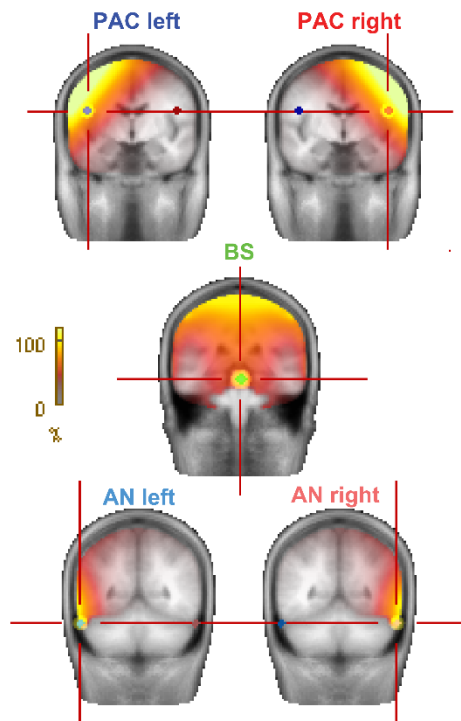 PAC left
PAC right
BS
100
0
%
AN left
AN right